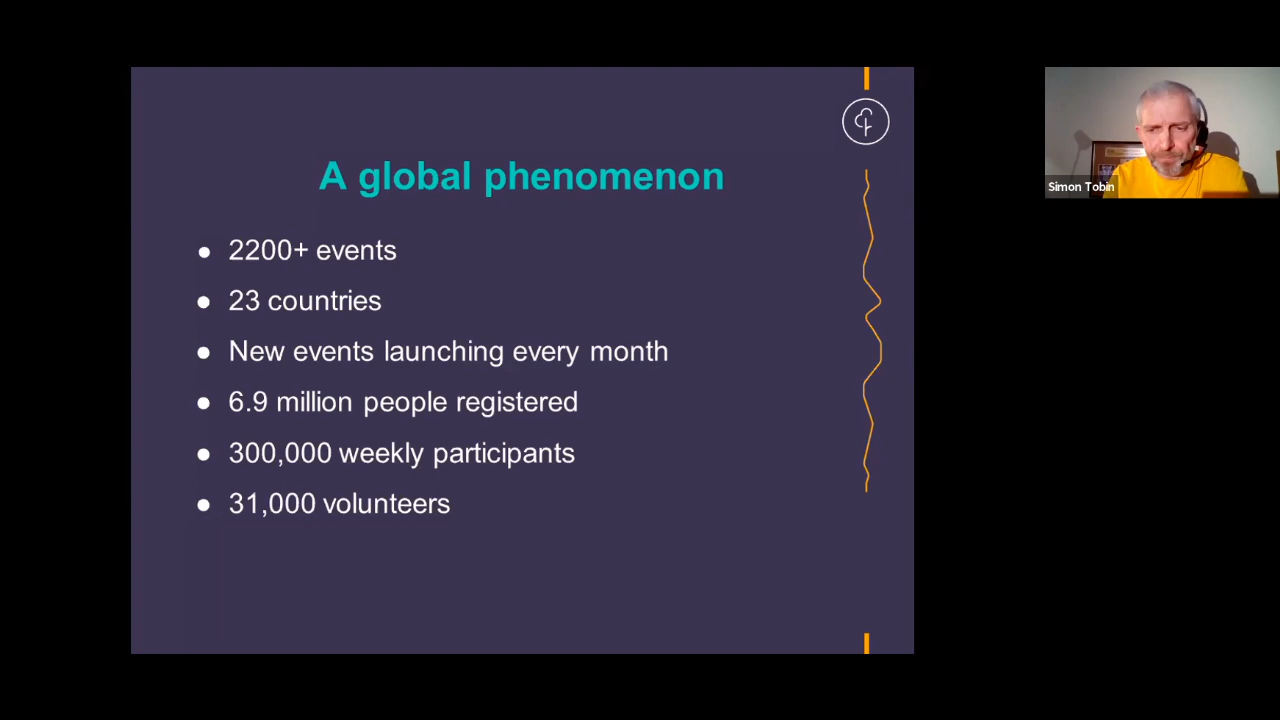 A global phenomenon
● 2200+ events
● 23 countries
● New events launching every month
● 6.9 million people registered
● 300,000 weekly participants
● 31,000 volunteers
Simon Tobin